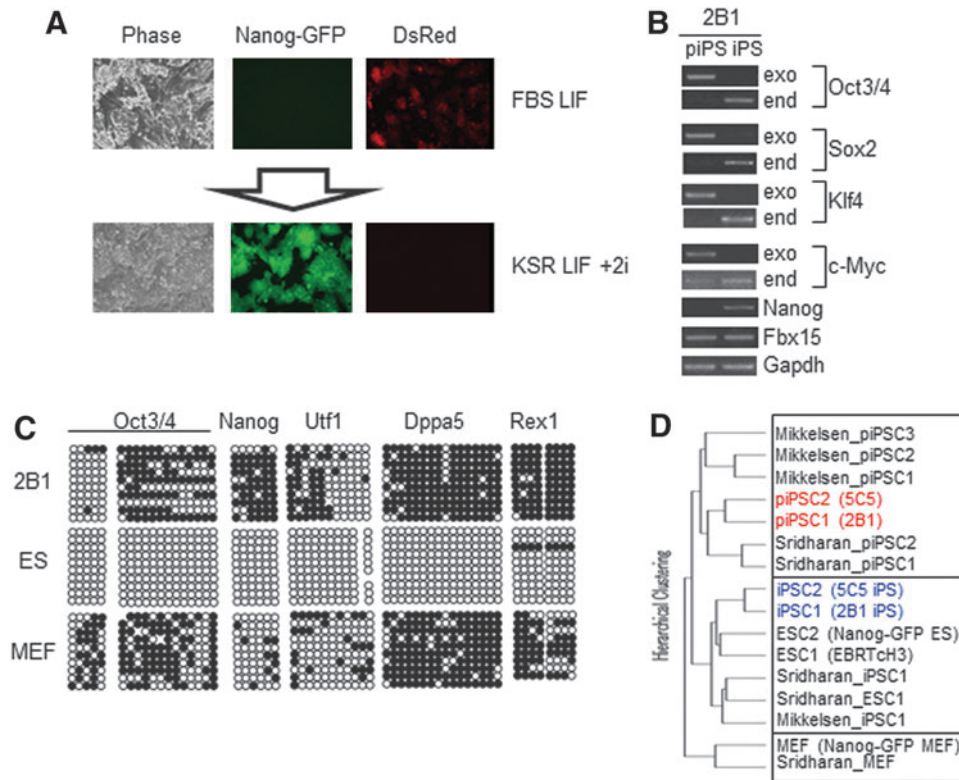 A
Phase Nanog-GFP DsRed
FBS LIF
KSR LIF +2i
B
2B1
piPS iPS
exo
end
Oct3/4
exo
end
Sox2
exo
end
Klf4
exo
end
c-Myc
Nanog
Fbx15
Gapdh
C
Oct3/4 Nanog Utf1 Dppa5 Rex1
2B1
ES
MEF
D
Hierarchical Clustering
Mikkelsen_piPSC3
Mikkelsen_piPSC2
Mikkelsen_piPSC1
piPSC2 (5C5)
piPSC1 (2B1)
Sridharan_piPSC2
Sridharan_piPSC1
iPSC2 (5C5 iPS)
iPSC1 (2B1 iPS)
ESC2 (Nanog-GFP ES)
ESC1 (EBRTcH3)
Sridharan_iPSC1
Sridharan_ESC1
Mikkelsen_iPSC1
MEF (Nanog-GFP MEF)
Sridharan_MEF